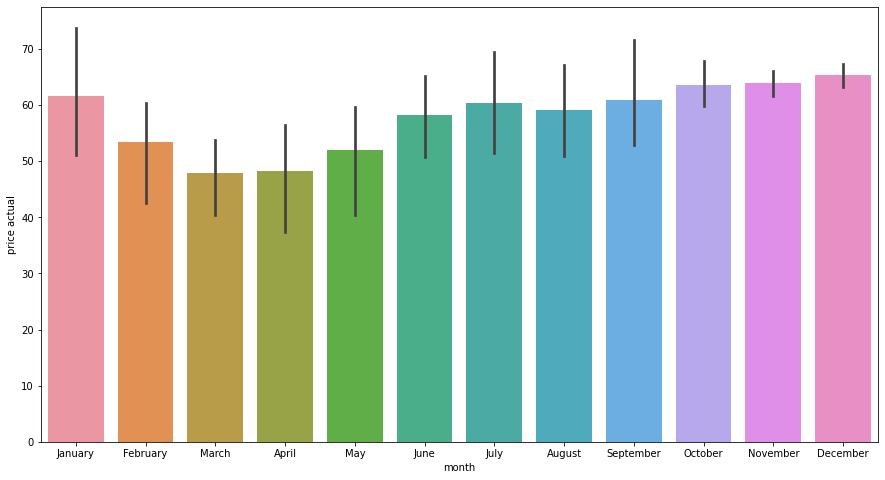 price actual
70
60
50
40
30
20
10
0
January February March April May June July August September October November December
month